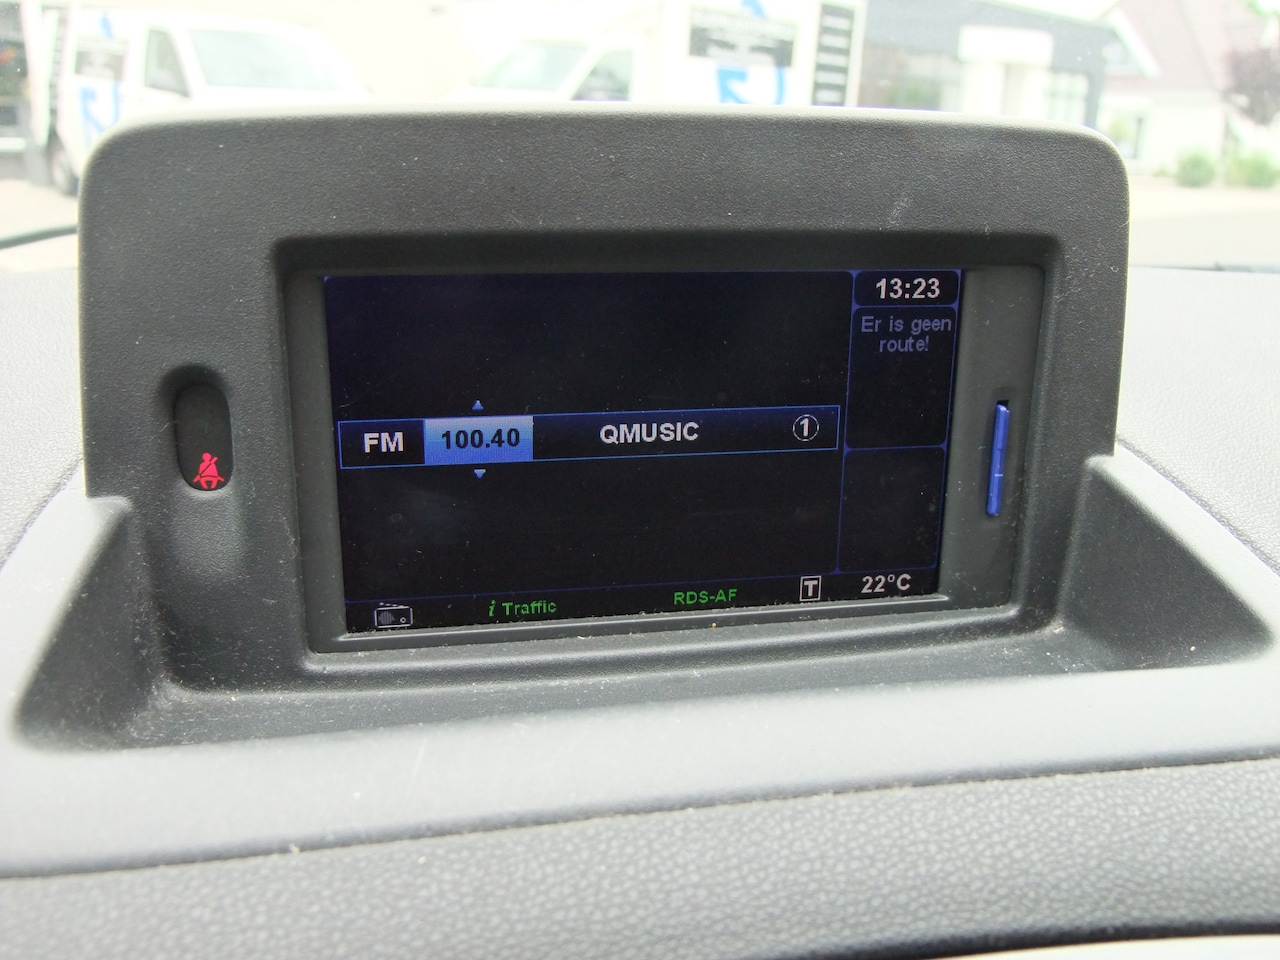 13:23
Er is geen
route!
FM 100.40 QMUSIC 1
i Traffic RDS-AF T 22°C